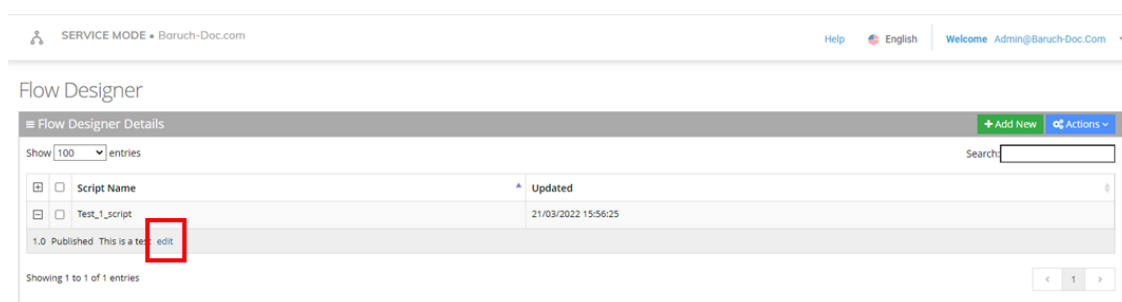 SERVICE MODE • Baruch-Doc.com
Help English Welcome Admin@Baruch-Doc.Com
Flow Designer
Flow Designer Details
Add New Actions
Show 100 entries
Search:
Script Name Updated
Test_1_script 21/03/2022 15:56:25
1.0 Published This is a test edit
Showing 1 to 1 of 1 entries
< 1 >